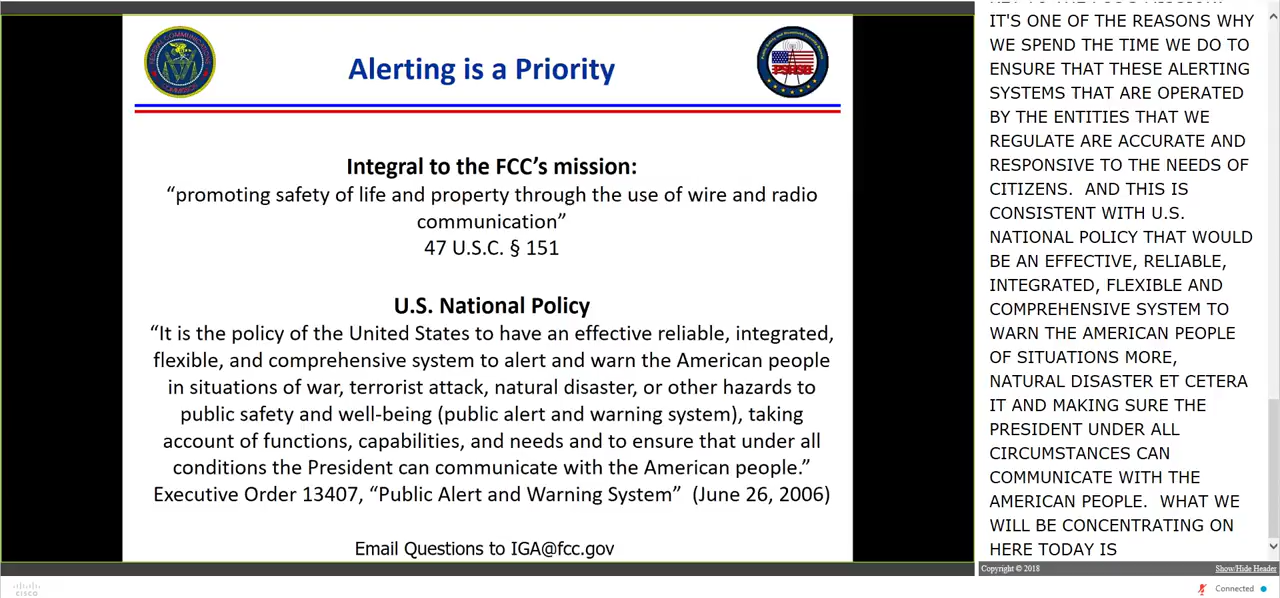 Alerting is a Priority
Integral to the FCC’s mission:
“promoting safety of life and property through the use of wire and radio
communication”
47 U.S.C. § 151
U.S. National Policy
“It is the policy of the United States to have an effective reliable, integrated,
flexible, and comprehensive system to alert and warn the American people
in situations of war, terrorist attack, natural disaster, or other hazards to
public safety and well-being (public alert and warning system), taking
account of functions, capabilities, and needs and to ensure that under all
conditions the President can communicate with the American people.”
Executive Order 13407, “Public Alert and Warning System” (June 26, 2006)
Email Questions to IGA@fcc.gov
IT'S ONE OF THE REASONS WHY
WE SPEND THE TIME WE DO TO
ENSURE THAT THESE ALERTING
SYSTEMS THAT ARE OPERATED
BY THE ENTITIES THAT WE
REGULATE ARE ACCURATE AND
RESPONSIVE TO THE NEEDS OF
CITIZENS. AND THIS IS
CONSISTENT WITH U.S.
NATIONAL POLICY THAT WOULD
BE AN EFFECTIVE, RELIABLE,
INTEGRATED, FLEXIBLE AND
COMPREHENSIVE SYSTEM TO
WARN THE AMERICAN PEOPLE
OF SITUATIONS MORE,
NATURAL DISASTER ET CETERA
IT AND MAKING SURE THE
PRESIDENT UNDER ALL
CIRCUMSTANCES CAN
COMMUNICATE WITH THE
AMERICAN PEOPLE. WHAT WE
WILL BE CONCENTRATING ON
HERE TODAY IS
Copyright © 2018 Show/Hide Header
CISCO
Connected